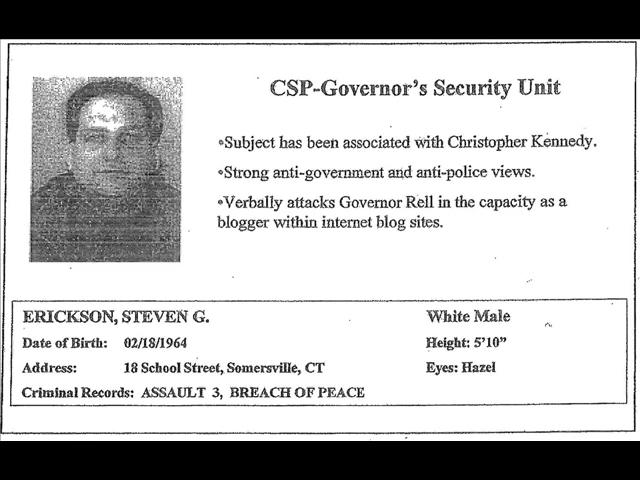 CSP-Governor's Security Unit
•Subject has been associated with Christopher Kennedy.
•Strong anti-government and anti-police views.
•Verbally attacks Governor Rell in the capacity as a
blogger within internet blog sites.
ERICKSON, STEVEN G. White Male
Date of Birth: 02/18/1964 Height: 5'10"
Address: 18 School Street, Somersville, CT Eyes: Hazel
Criminal Records: ASSAULT 3, BREACH OF PEACE